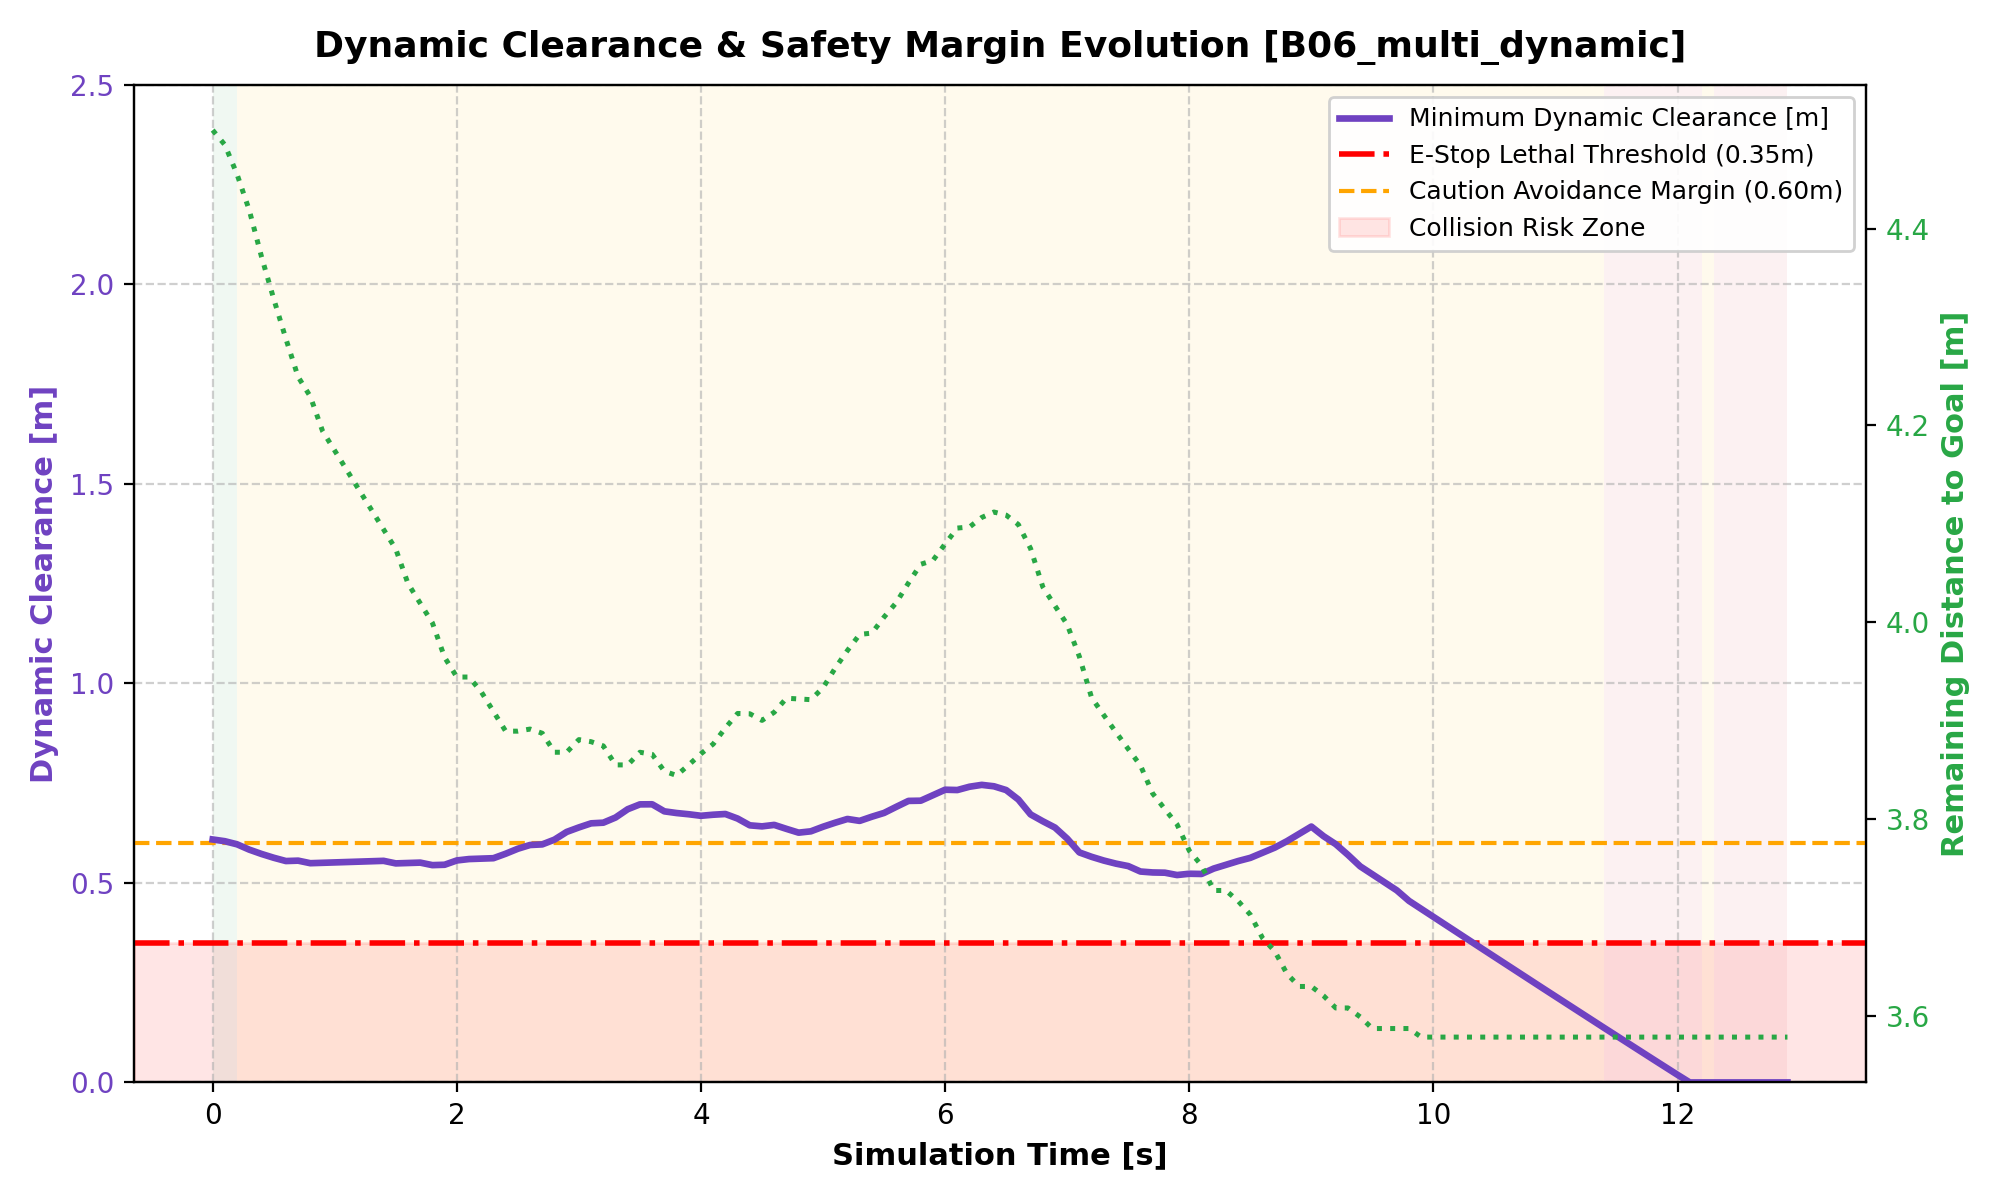 Dynamic Clearance & Safety Margin Evolution [B06_multi_dynamic]
Minimum Dynamic Clearance [m]
E-Stop Lethal Threshold (0.35m)
Caution Avoidance Margin (0.60m)
Collision Risk Zone
Dynamic Clearance [m]
2.5
2.0
1.5
1.0
0.5
0.0
Remaining Distance to Goal [m]
4.4
4.2
4.0
3.8
3.6
0 2 4 6 8 10 12
Simulation Time [s]